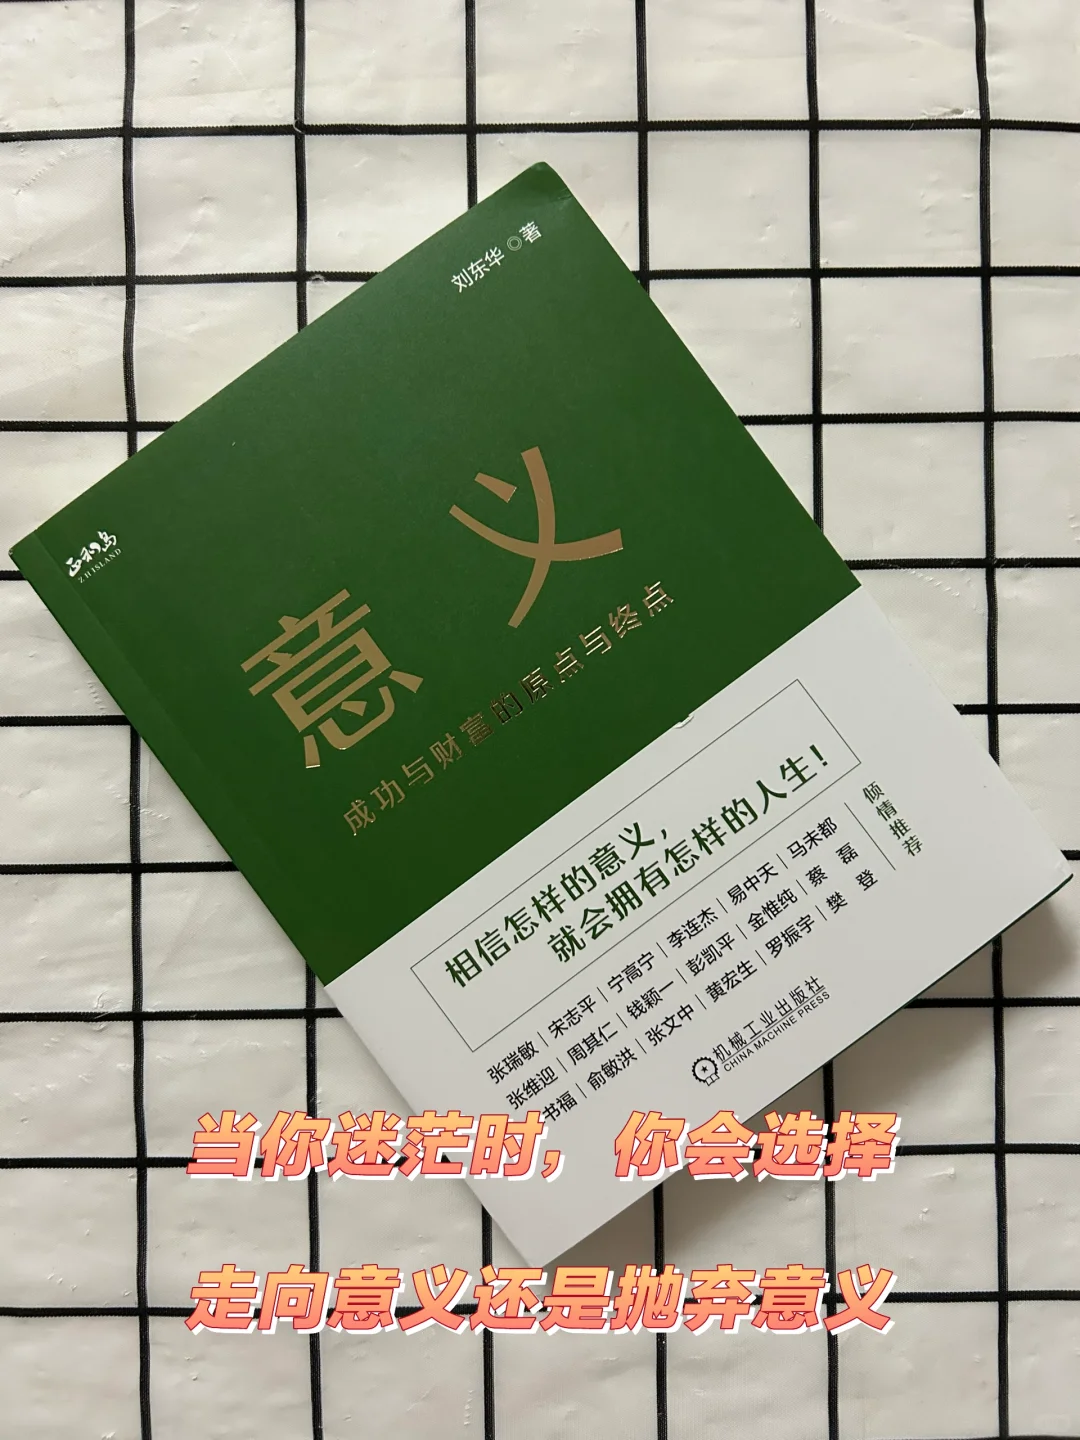 刘东华◎著
正和岛
ZHISLAND
意义
成功与财富的原点与终点
相信怎样的意义，
就会拥有怎样的人生！
张瑞敏｜宋志平｜宁高宁｜李连杰｜易中天｜马未都
张维迎｜周其仁｜钱颖一｜彭凯平｜金惟纯｜蔡磊
书福｜俞敏洪｜张文中｜黄宏生｜罗振宇｜樊登
倾情推荐
机械工业出版社
CHINA MACHINE PRESS
当你迷茫时，你会选择
走向意义还是抛弃意义